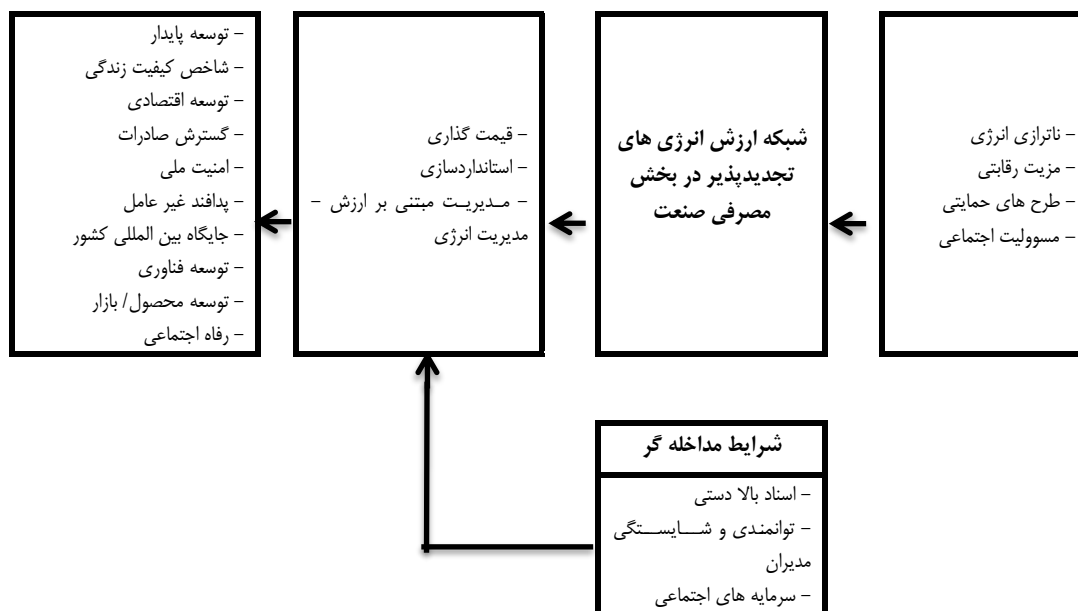 - ناترازی انرژی
- مزیت رقابتی
- طرح های حمایتی
- مسوولیت اجتماعی
شبکه ارزش انرژی های
تجدیدپذیر در بخش
مصرفی صنعت
- قیمت گذاری
- استانداردسازی
- مـدیریـت مبتنی بر ارزش -
مدیریت انرژی
- توسعه پایدار
- شاخص کیفیت زندگی
- توسعه اقتصادی
- گسترش صادرات
- امنیت ملی
- پدافند غیر عامل
- جایگاه بین المللی کشور
- توسعه فناوری
- توسعه محصول/ بازار
- رفاه اجتماعی
شرایط مداخله گر
- اسناد بالا دستی
- توانمندی و شـــایســـتگی
مدیران
- سرمایه های اجتماعی